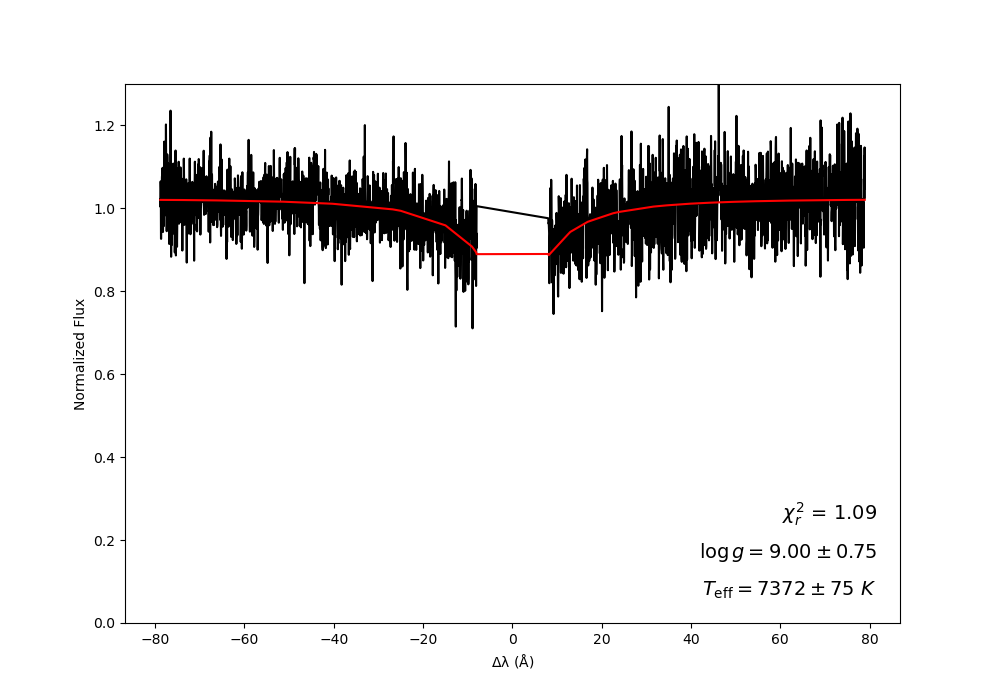 1.2
1.0
0.8
0.6
0.4
0.2
0.0
Normalized Flux
χ²ᵣ = 1.09
log g = 9.00 ± 0.75
T_eff = 7372 ± 75 K
−80 −60 −40 −20 0 20 40 60 80
Δλ (Å)